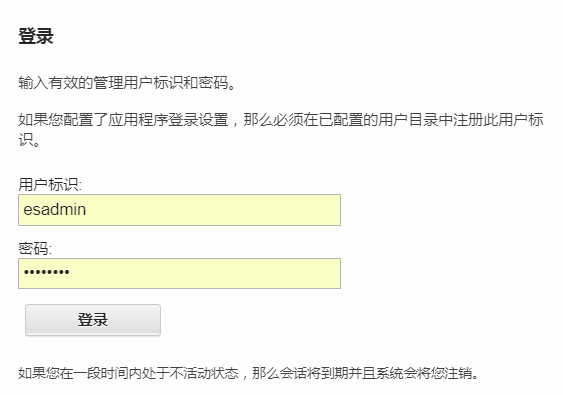 登录
输入有效的管理用户标识和密码。
如果您配置了应用程序登录设置，那么必须在已配置的用户目录中注册此用户标
识。
用户标识:
esadmin
密码:
••••••••
登录
如果您在一段时间内处于不活动状态，那么会话将到期并且系统会将您注销。